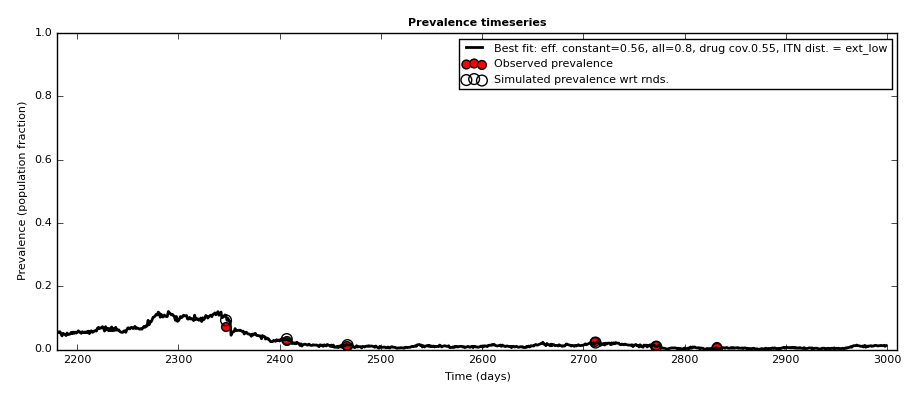 Prevalence timeseries
Best fit: eff. constant=0.56, all=0.8, drug cov.0.55, ITN dist. = ext_low
Observed prevalence
Simulated prevalence wrt rnds.
Prevalence (population fraction)
1.0
0.8
0.6
0.4
0.2
0.0
2200 2300 2400 2500 2600 2700 2800 2900 3000
Time (days)